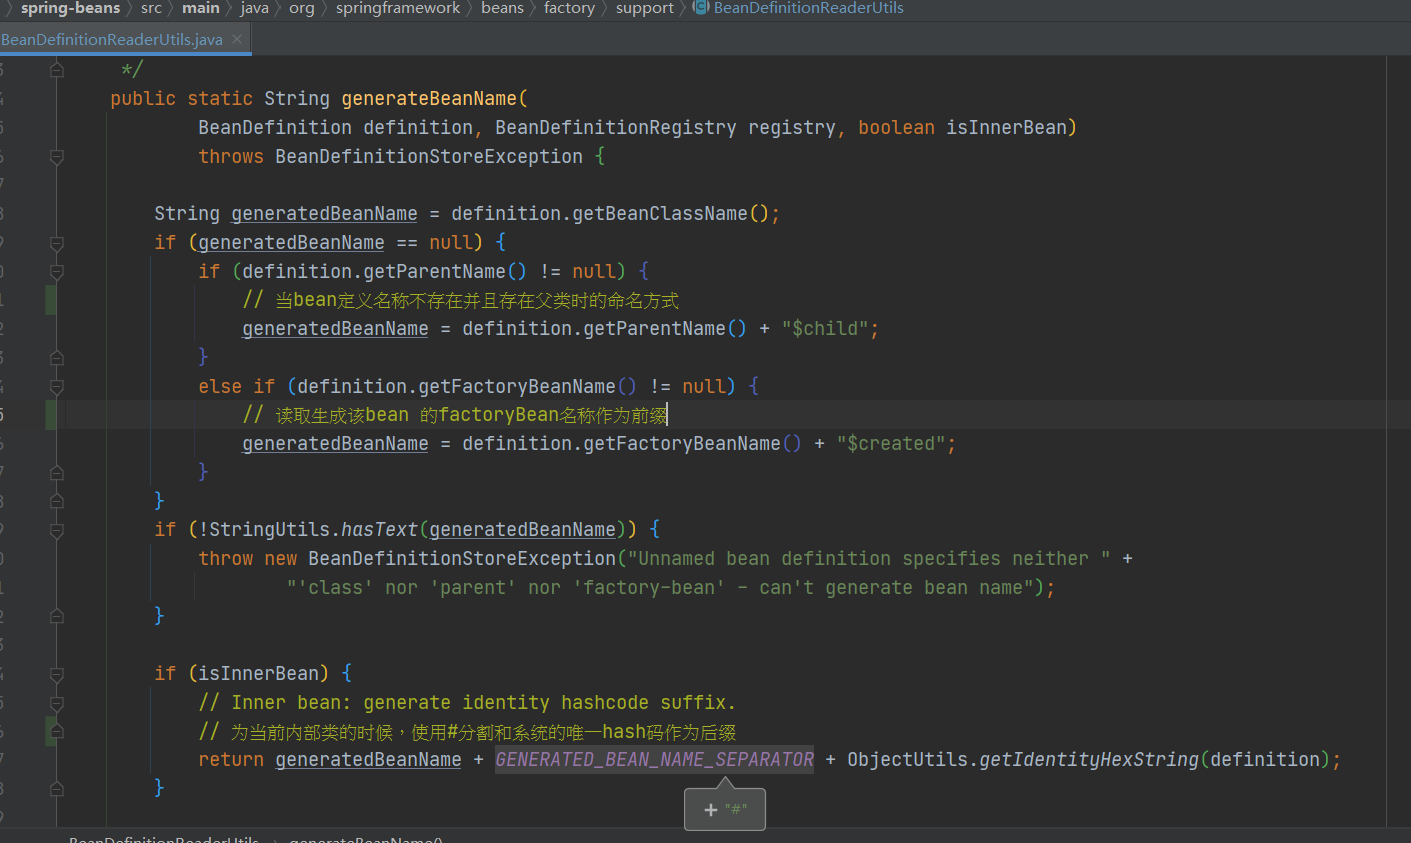 spring-beans › src › main › java › org › springframework › beans › factory › support › BeanDefinitionReaderUtils
BeanDefinitionReaderUtils.java
*/
public static String generateBeanName(
BeanDefinition definition, BeanDefinitionRegistry registry, boolean isInnerBean)
throws BeanDefinitionStoreException {
String generatedBeanName = definition.getBeanClassName();
if (generatedBeanName == null) {
if (definition.getParentName() != null) {
// 当bean定义名称不存在并且存在父类时的命名方式
generatedBeanName = definition.getParentName() + "$child";
}
else if (definition.getFactoryBeanName() != null) {
// 读取生成该bean 的factoryBean名称作为前缀
generatedBeanName = definition.getFactoryBeanName() + "$created";
}
}
if (!StringUtils.hasText(generatedBeanName)) {
throw new BeanDefinitionStoreException("Unnamed bean definition specifies neither " +
"'class' nor 'parent' nor 'factory-bean' - can't generate bean name");
}
if (isInnerBean) {
// Inner bean: generate identity hashcode suffix.
// 为当前内部类的时候，使用#分割和系统的唯一hash码作为后缀
return generatedBeanName + GENERATED_BEAN_NAME_SEPARATOR + ObjectUtils.getIdentityHexString(definition);
}
+ "#"
BeanDefinitionReaderUtils › generateBeanName()